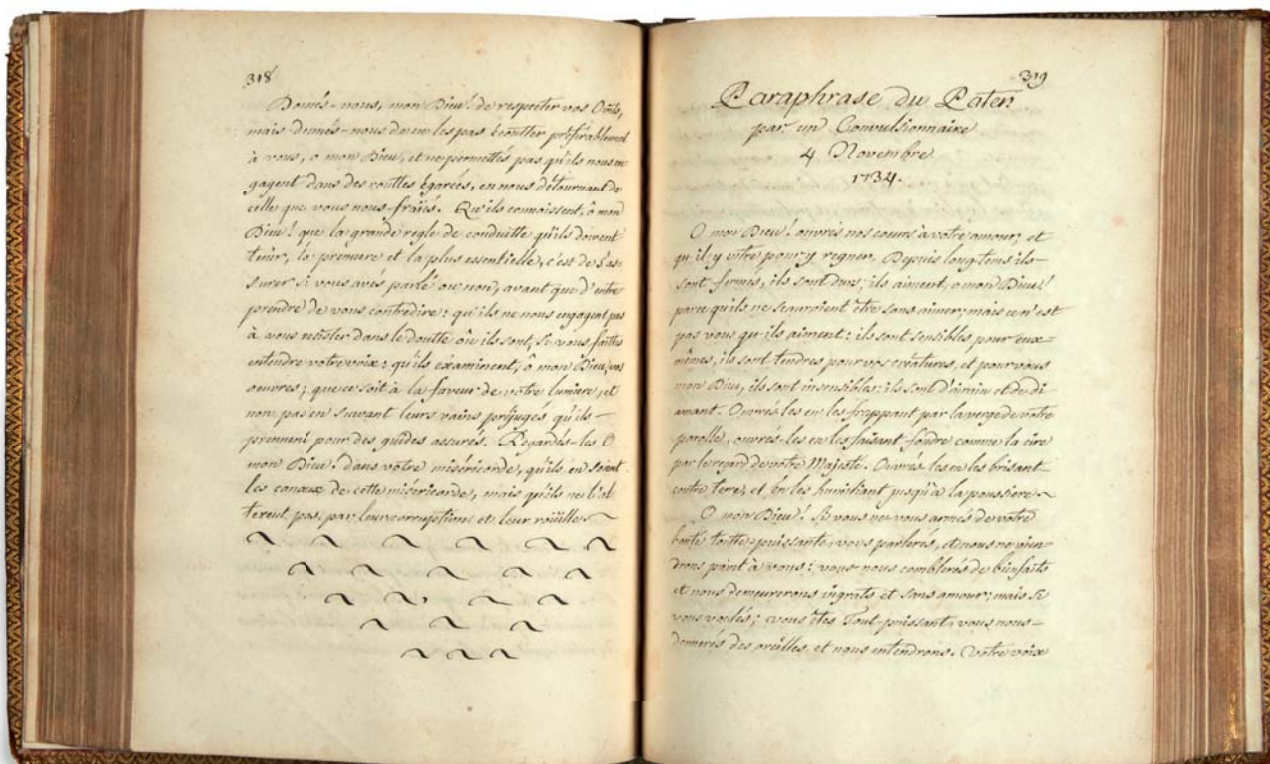 318
Donnés-nous, mon Dieu! de respecter vos Oints,
mais donnés-nous de ne les pas écoutter préférablement
à vous, o mon Dieu, et ne permettés pas qu'ils nous en
gagent dans des routtes égarées, en nous détournant de
celle que vous nous fraiés. Qu'ils connoissent, ô mon
Dieu! que la grande regle de conduitte qu'ils doivent
tenir, la premiere et la plus essentielle, c'est de s'as-
surer si vous avés parlé ou non, avant que d'entre
prendre de vous contredire: qu'ils ne nous engagent pas
à vous resister dans le doutte où ils sont, si vous faittes
entendre votre voix: qu'ils éxaminent, ô mon Dieu, vos
oeuvres; que ce soit à la faveur de votre lumiere, et
non pas en suivant leurs vains préjugés qu'ils
prennent pour des guides assurés. Regardés-les O
mon Dieu! dans votre miséricorde, qu'ils en soient
les canaux de cette miséricorde, mais qu'ils ne l'al
terent pas par leur corruption et leur roüille.
319
Paraphrase du Pater
par un Convulsionnaire
4 Novembre
1734.
O mon Dieu! ouvres nos cœurs à votre amour, et
qu'il y entre pour y regner. Depuis long-tems ils
sont fermés, ils sont durs; ils aiment, o mon Dieu!
parce qu'ils ne scauroient être sans aimer; mais ce n'est
pas vous qu'ils aiment: ils sont sensibles pour eux-
mêmes, ils sont tendres pour vos créatures, et pour vous
mon Dieu, ils sont insensibles: ils sont d'airain et de di
amant. Ouvrés les en les frappant par la verge de votre
parolle, ouvrés-les en les faisant fondre comme la cire
par le regard de votre Majesté. Ouvrés-les en les brisant
contre tere, et en les humiliant jusqu'à la poussiere
O mon Dieu! Si vous ne vous armés de votre
bonté toutte-puissante, vous parlerés, et nous ne vien-
drons point à vous: vous nous comblerés de bienfaits
et nous demeurerons ingrats et sans amour; mais si
vous voulés; vous êtes Tout-puissant, vous nous
donnerés des oreilles, et nous entendrons. Votre voix